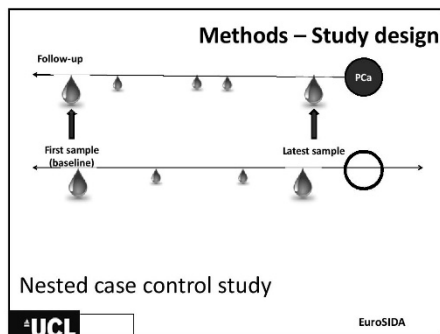 Methods – Study design
Follow-up
PCa
First sample
(baseline)
Latest sample
Nested case control study
UCL
EuroSIDA